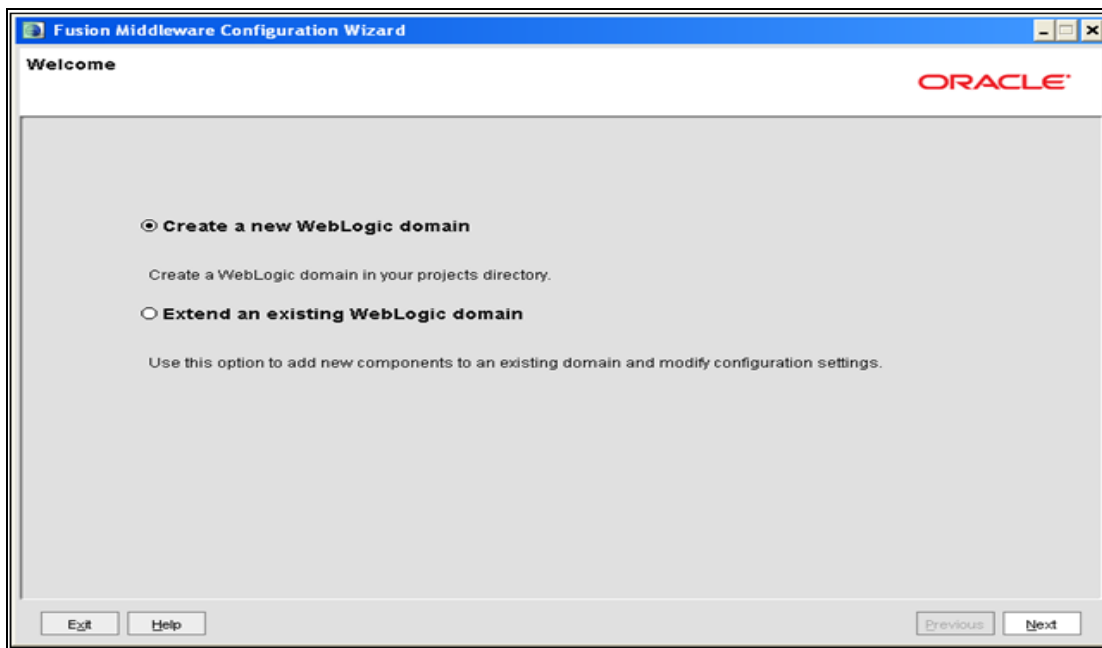 Fusion Middleware Configuration Wizard
Welcome
ORACLE
Create a new WebLogic domain
Create a WebLogic domain in your projects directory.
Extend an existing WebLogic domain
Use this option to add new components to an existing domain and modify configuration settings.
Exit Help Previous Next